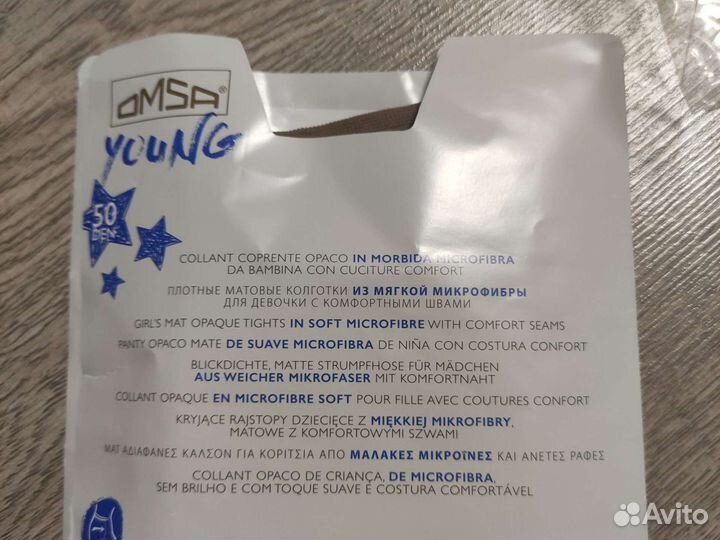 OMSA®
YOUNG
50
DEN
COLLANT COPRENTE OPACO IN MORBIDA MICROFIBRA
DA BAMBINA CON CUCITURE COMFORT
ПЛОТНЫЕ МАТОВЫЕ КОЛГОТКИ ИЗ МЯГКОЙ МИКРОФИБРЫ
ДЛЯ ДЕВОЧКИ С КОМФОРТНЫМИ ШВАМИ
GIRL'S MAT OPAQUE TIGHTS IN SOFT MICROFIBRE WITH COMFORT SEAMS
PANTY OPACO MATE DE SUAVE MICROFIBRA DE NIÑA CON COSTURA CONFORT
BLICKDICHTE, MATTE STRUMPFHOSE FÜR MÄDCHEN
AUS WEICHER MIKROFASER MIT KOMFORTNAHT
COLLANT OPAQUE EN MICROFIBRE SOFT POUR FILLE AVEC COUTURES CONFORT
KRYJĄCE RAJSTOPY DZIECIĘCE Z MIĘKKIEJ MIKROFIBRY,
MATOWE Z KOMFORTOWYMI SZWAMI
ΜΑΤ ΑΔΙΑΦΑΝΕΣ ΚΑΛΣΟΝ ΓΙΑ ΚΟΡΙΤΣΙΑ ΑΠΟ ΜΑΛΑΚΕΣ ΜΙΚΡΟΪΝΕΣ ΚΑΙ ΑΝΕΤΕΣ ΡΑΦΕΣ
COLLANT OPACO DE CRIANÇA, DE MICROFIBRA,
SEM BRILHO E COM TOQUE SUAVE E COSTURA COMFORTÁVEL
Avito